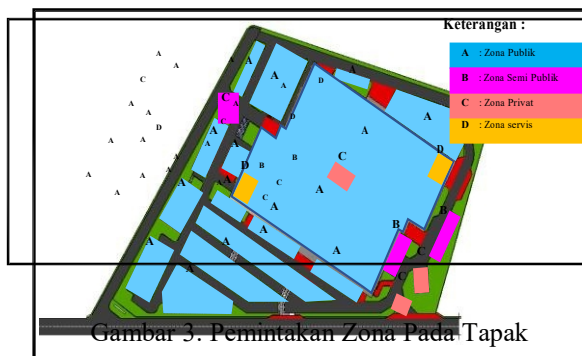 Keterangan :
A : Zona Publik
B : Zona Semi Publik
C : Zona Privat
D : Zona servis
A A
A A
A D A
C A A
C A
A C A
A A D
D A A A
A A B B C D
A A A C
A A C A
C A B B
A A A C
A C
C
Gambar 3. Pemintakan Zona Pada Tapak